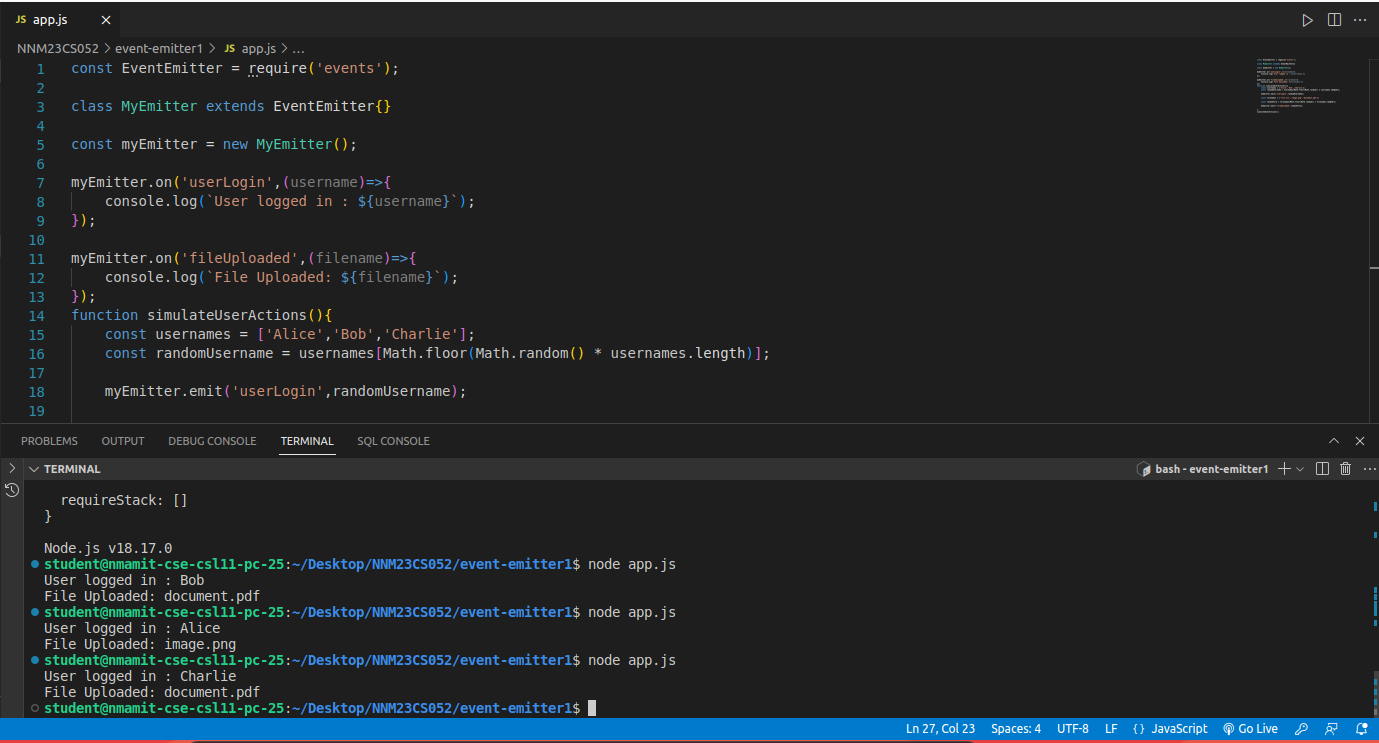 JS app.js ×
NNM23CS052 > event-emitter1 > JS app.js > ...
1 const EventEmitter = require('events');
2
3 class MyEmitter extends EventEmitter{}
4
5 const myEmitter = new MyEmitter();
6
7 myEmitter.on('userLogin',(username)=>{
8 console.log(`User logged in : ${username}`);
9 });
10
11 myEmitter.on('fileUploaded',(filename)=>{
12 console.log(`File Uploaded: ${filename}`);
13 });
14 function simulateUserActions(){
15 const usernames = ['Alice','Bob','Charlie'];
16 const randomUsername = usernames[Math.floor(Math.random() * usernames.length)];
17
18 myEmitter.emit('userLogin',randomUsername);
19
PROBLEMS OUTPUT DEBUG CONSOLE TERMINAL SQL CONSOLE
TERMINAL bash - event-emitter1
requireStack: []
}
Node.js v18.17.0
student@nmamit-cse-csl11-pc-25:~/Desktop/NNM23CS052/event-emitter1$ node app.js
User logged in : Bob
File Uploaded: document.pdf
student@nmamit-cse-csl11-pc-25:~/Desktop/NNM23CS052/event-emitter1$ node app.js
User logged in : Alice
File Uploaded: image.png
student@nmamit-cse-csl11-pc-25:~/Desktop/NNM23CS052/event-emitter1$ node app.js
User logged in : Charlie
File Uploaded: document.pdf
student@nmamit-cse-csl11-pc-25:~/Desktop/NNM23CS052/event-emitter1$
Ln 27, Col 23 Spaces: 4 UTF-8 LF {} JavaScript Go Live